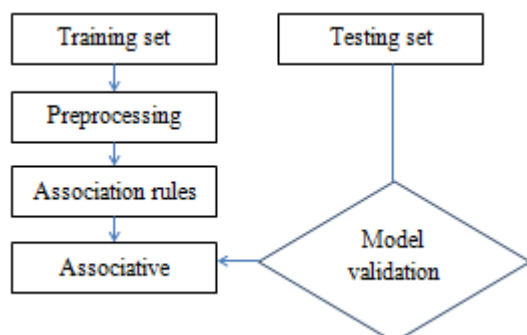 Training set
Testing set
Preprocessing
Association rules
Associative
Model
validation